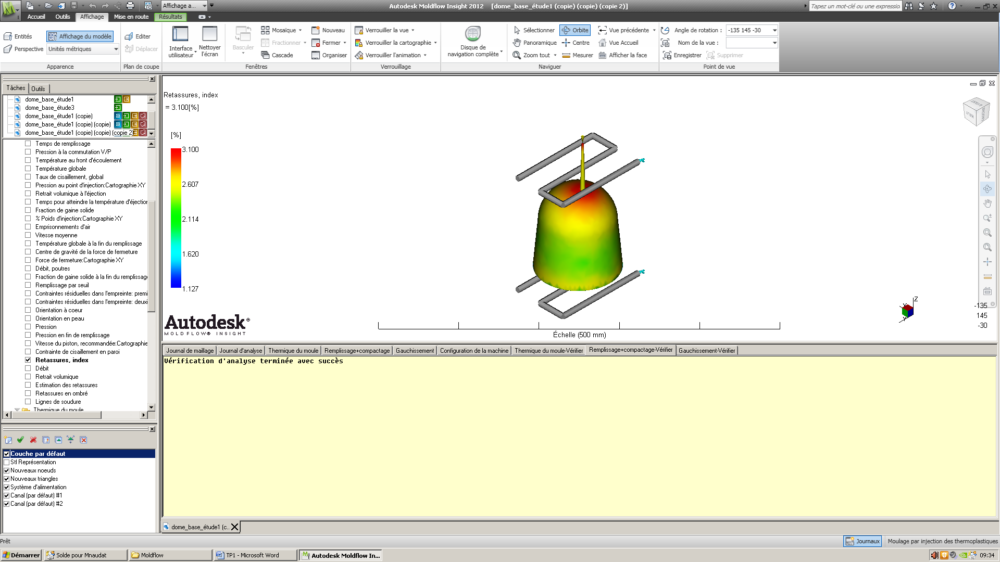 Affichage a...
Autodesk Moldflow Insight 2012 [dome_base_étude1 (copie) (copie) (copie 2)]
Tapez un mot-clé ou une expressio
Accueil
Outils
Affichage
Mise en route
Résultats
Entités
Affichage du modèle
Perspective
Unités métriques
Apparence
Editer
Déplacer
Plan de coupe
Interface utilisateur
Nettoyer l'écran
Basculer
Mosaïque
Fractionner
Cascade
Nouveau
Fermer
Organiser
Fenêtres
Verrouiller la vue
Verrouiller la cartographie
Verrouiller l'animation
Verrouillage
Disque de navigation complète
Sélectionner
Panoramique
Zoom tout
Orbite
Centre
Mesurer
Vue précédente
Vue Accueil
Afficher la face
Naviguer
Angle de rotation :
-135 145 -30
Nom de la vue :
Enregistrer
Supprimer
Point de vue
Tâches
Outils
dome_base_étude1
dome_base_étude3
dome_base_étude1 (copie)
dome_base_étude1 (copie) (copie)
dome_base_étude1 (copie) (copie) (copie 2)
Temps de remplissage
Pression à la commutation V/P
Température au front d'écoulement
Température globale
Taux de cisaillement, global
Pression au point d'injection:Cartographie XY
Retrait volumique à l'éjection
Temps pour atteindre la température d'éjection
Fraction de gaine solide
% Poids d'injection:Cartographie XY
Emprisonnements d'air
Vitesse moyenne
Température globale à la fin du remplissage
Centre de gravité de la force de fermeture
Force de fermeture:Cartographie XY
Débit, poutres
Fraction de gaine solide à la fin du remplissage
Remplissage par seuil
Contraintes résiduelles dans l'empreinte: premi
Contraintes résiduelles dans l'empreinte: deuxi
Orientation à coeur
Orientation en peau
Pression
Pression en fin de remplissage
Vitesse du piston, recommandée:Cartographie
Contrainte de cisaillement en paroi
Retassures, index
Débit
Retrait volumique
Estimation des retassures
Retassures en ombré
Lignes de soudure
Thermique du moule
Couche par défaut
Stl Représentation
Nouveaux noeuds
Nouveaux triangles
Système d'alimentation
Canal (par défaut) #1
Canal (par défaut) #2
Retassures, index
= 3.100[%]
[%]
3.100
2.607
2.114
1.620
1.127
Autodesk®
MOLDFLOW® INSIGHT
Échelle (500 mm)
Z
-135
145
-30
Journal de maillage
Journal d'analyse
Thermique du moule
Remplissage+compactage
Gauchissement
Configuration de la machine
Thermique du moule-Vérifier
Remplissage+compactage-Vérifier
Gauchissement-Vérifier
Vérification d'analyse terminée avec succès
dome_base_étude1 (c..
Prêt
Journaux
Moulage par injection des thermoplastiques
Démarrer
Solde pour Mnaudat
Moldflow
TP1 - Microsoft Word
Autodesk Moldflow In...
09:34